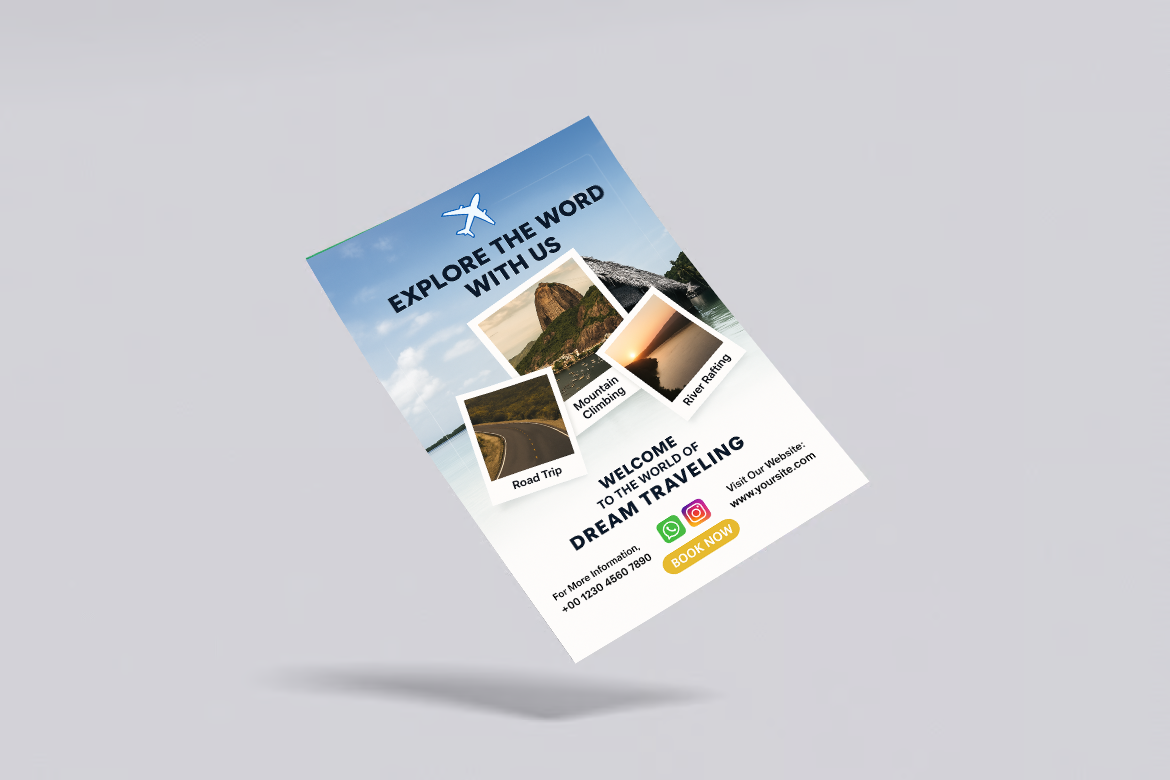 EXPLORE THE WORD
WITH US
Mountain
Climbing
River Rafting
Road Trip
WELCOME
TO THE WORLD OF
DREAM TRAVELING
Visit Our Website:
www.yoursite.com
For More Information,
+00 1230 4560 7890
BOOK NOW